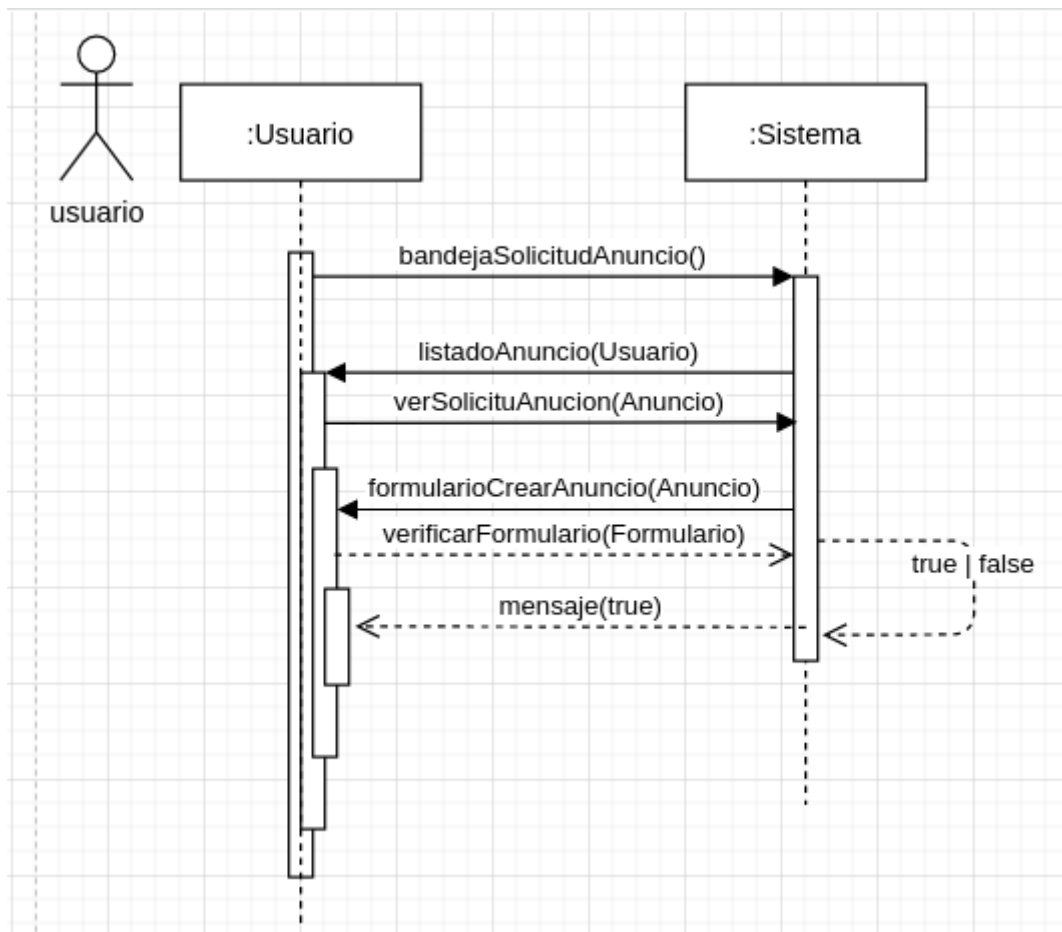 :Usuario
:Sistema
usuario
bandejaSolicitudAnuncio()
listadoAnuncio(Usuario)
verSolicituAnucion(Anuncio)
formularioCrearAnuncio(Anuncio)
verificarFormulario(Formulario)
true | false
mensaje(true)